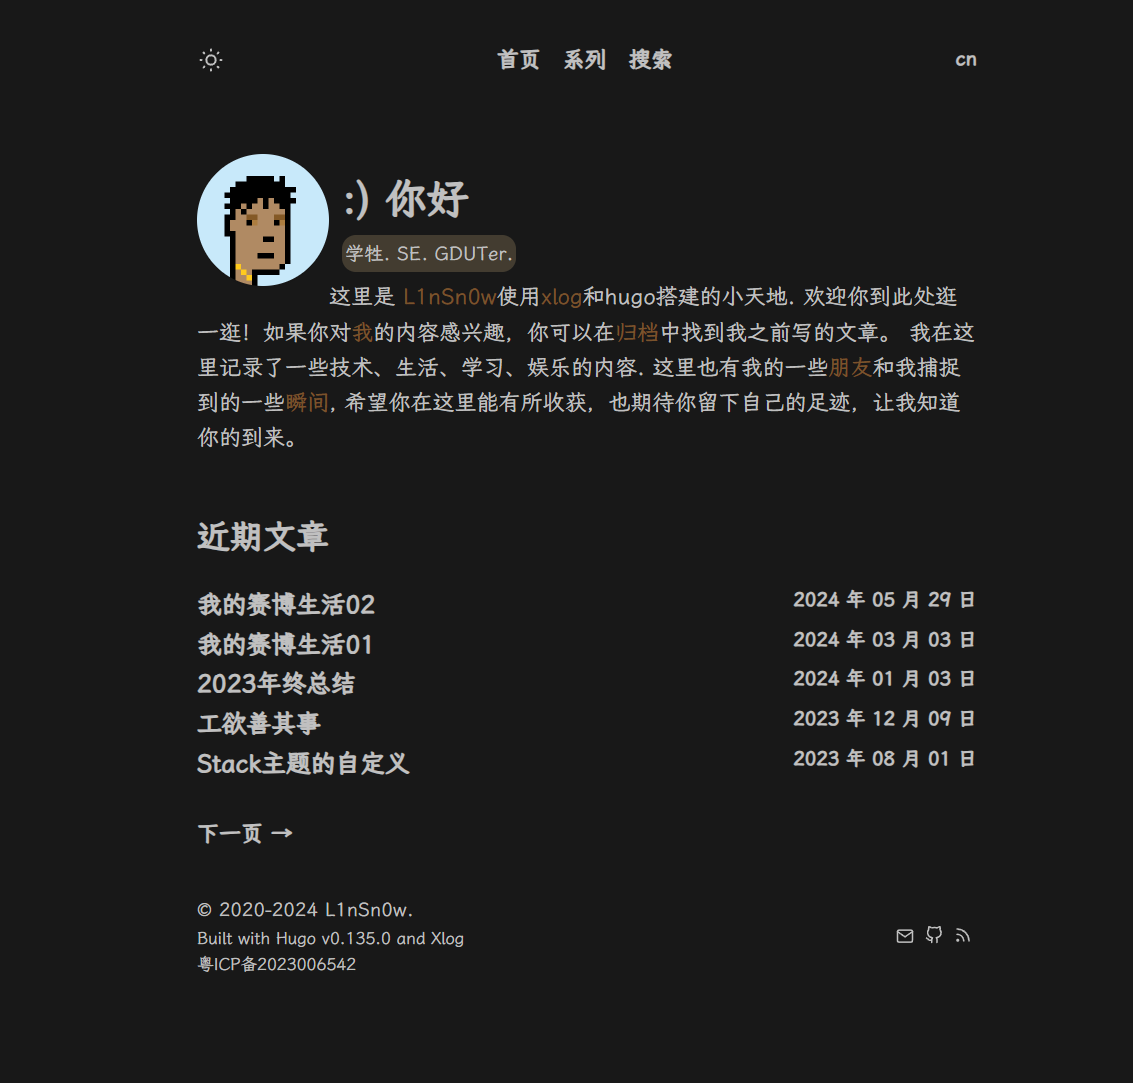 首页 系列 搜索 cn
:) 你好
学牲. SE. GDUTer.
这里是 L1nSn0w使用xlog和hugo搭建的小天地. 欢迎你到此处逛
一逛！如果你对我的内容感兴趣，你可以在归档中找到我之前写的文章。 我在这
里记录了一些技术、生活、学习、娱乐的内容. 这里也有我的一些朋友和我捕捉
到的一些瞬间, 希望你在这里能有所收获，也期待你留下自己的足迹，让我知道
你的到来。
近期文章
我的赛博生活02 2024 年 05 月 29 日
我的赛博生活01 2024 年 03 月 03 日
2023年终总结 2024 年 01 月 03 日
工欲善其事 2023 年 12 月 09 日
Stack主题的自定义 2023 年 08 月 01 日
下一页 →
© 2020-2024 L1nSn0w.
Built with Hugo v0.135.0 and Xlog
粤ICP备2023006542